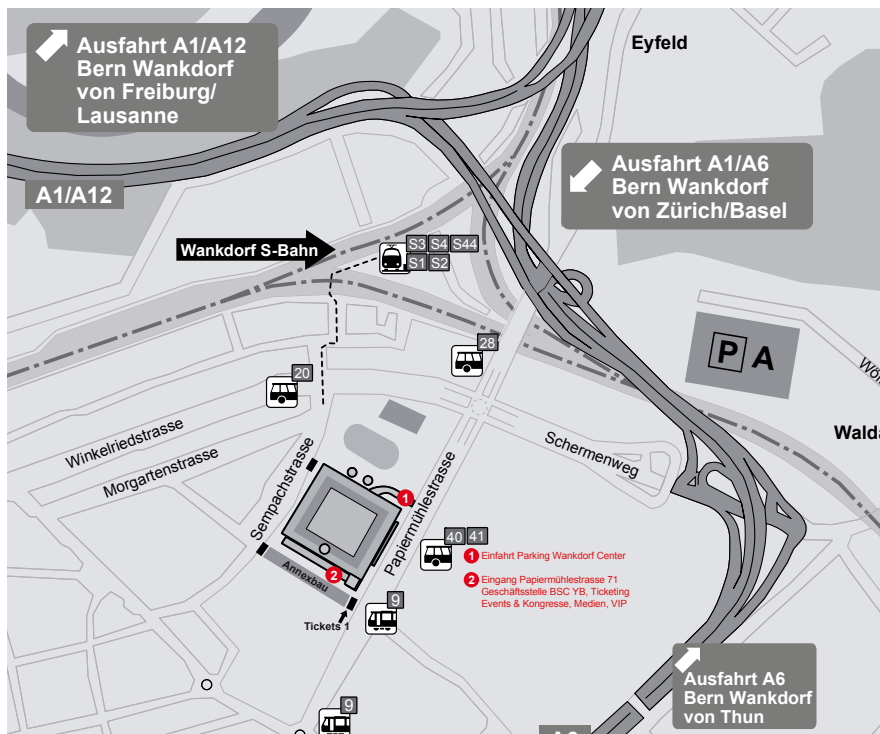 Ausfahrt A1/A12
Bern Wankdorf
von Freiburg/
Lausanne
Eyfeld
Ausfahrt A1/A6
Bern Wankdorf
von Zürich/Basel
A1/A12
Wankdorf S-Bahn
S3 S4 S44
S1 S2
28
P A
20
Winkelriedstrasse
Morgartenstrasse
Sempachstrasse
Papiermühlestrasse
Schermenweg
1
40 41
1 Einfahrt Parking Wankdorf Center
2 Eingang Papiermühlestrasse 71
Geschäftsstelle BSC YB, Ticketing
Events & Kongresse, Medien, VIP
2
Annexbau
Tickets 1
9
9
Ausfahrt A6
Bern Wankdorf
von Thun